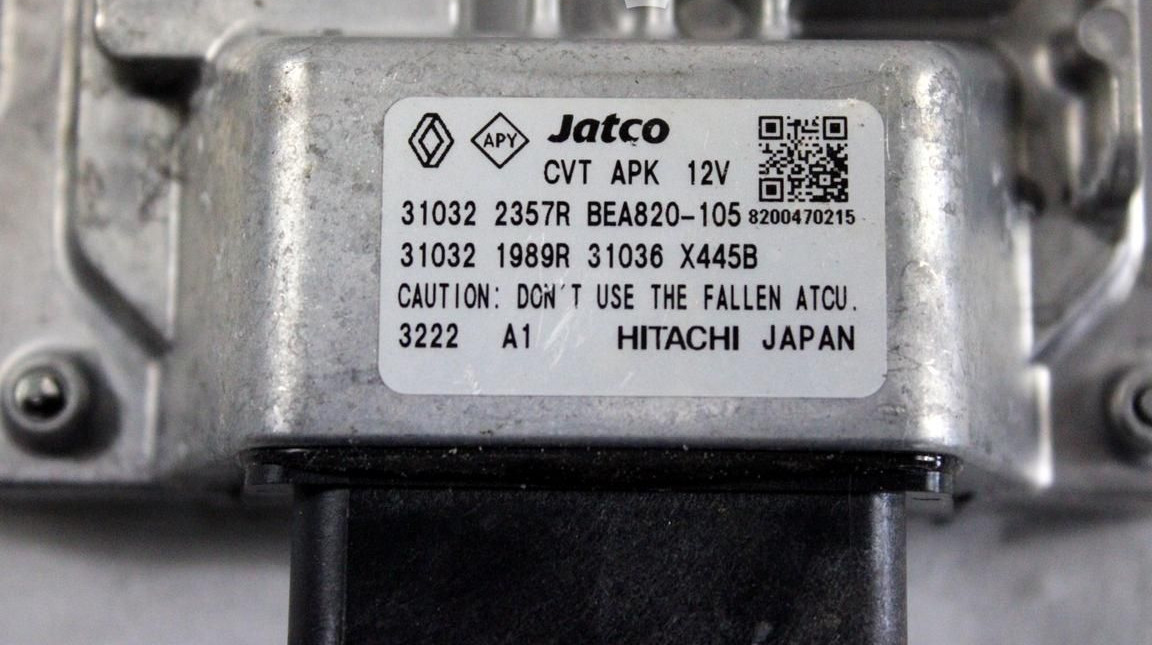 APY Jatco
CVT APK 12V
31032 2357R BEA820-105 8200470215
31032 1989R 31036 X445B
CAUTION: DON'T USE THE FALLEN ATCU.
3222 A1 HITACHI JAPAN